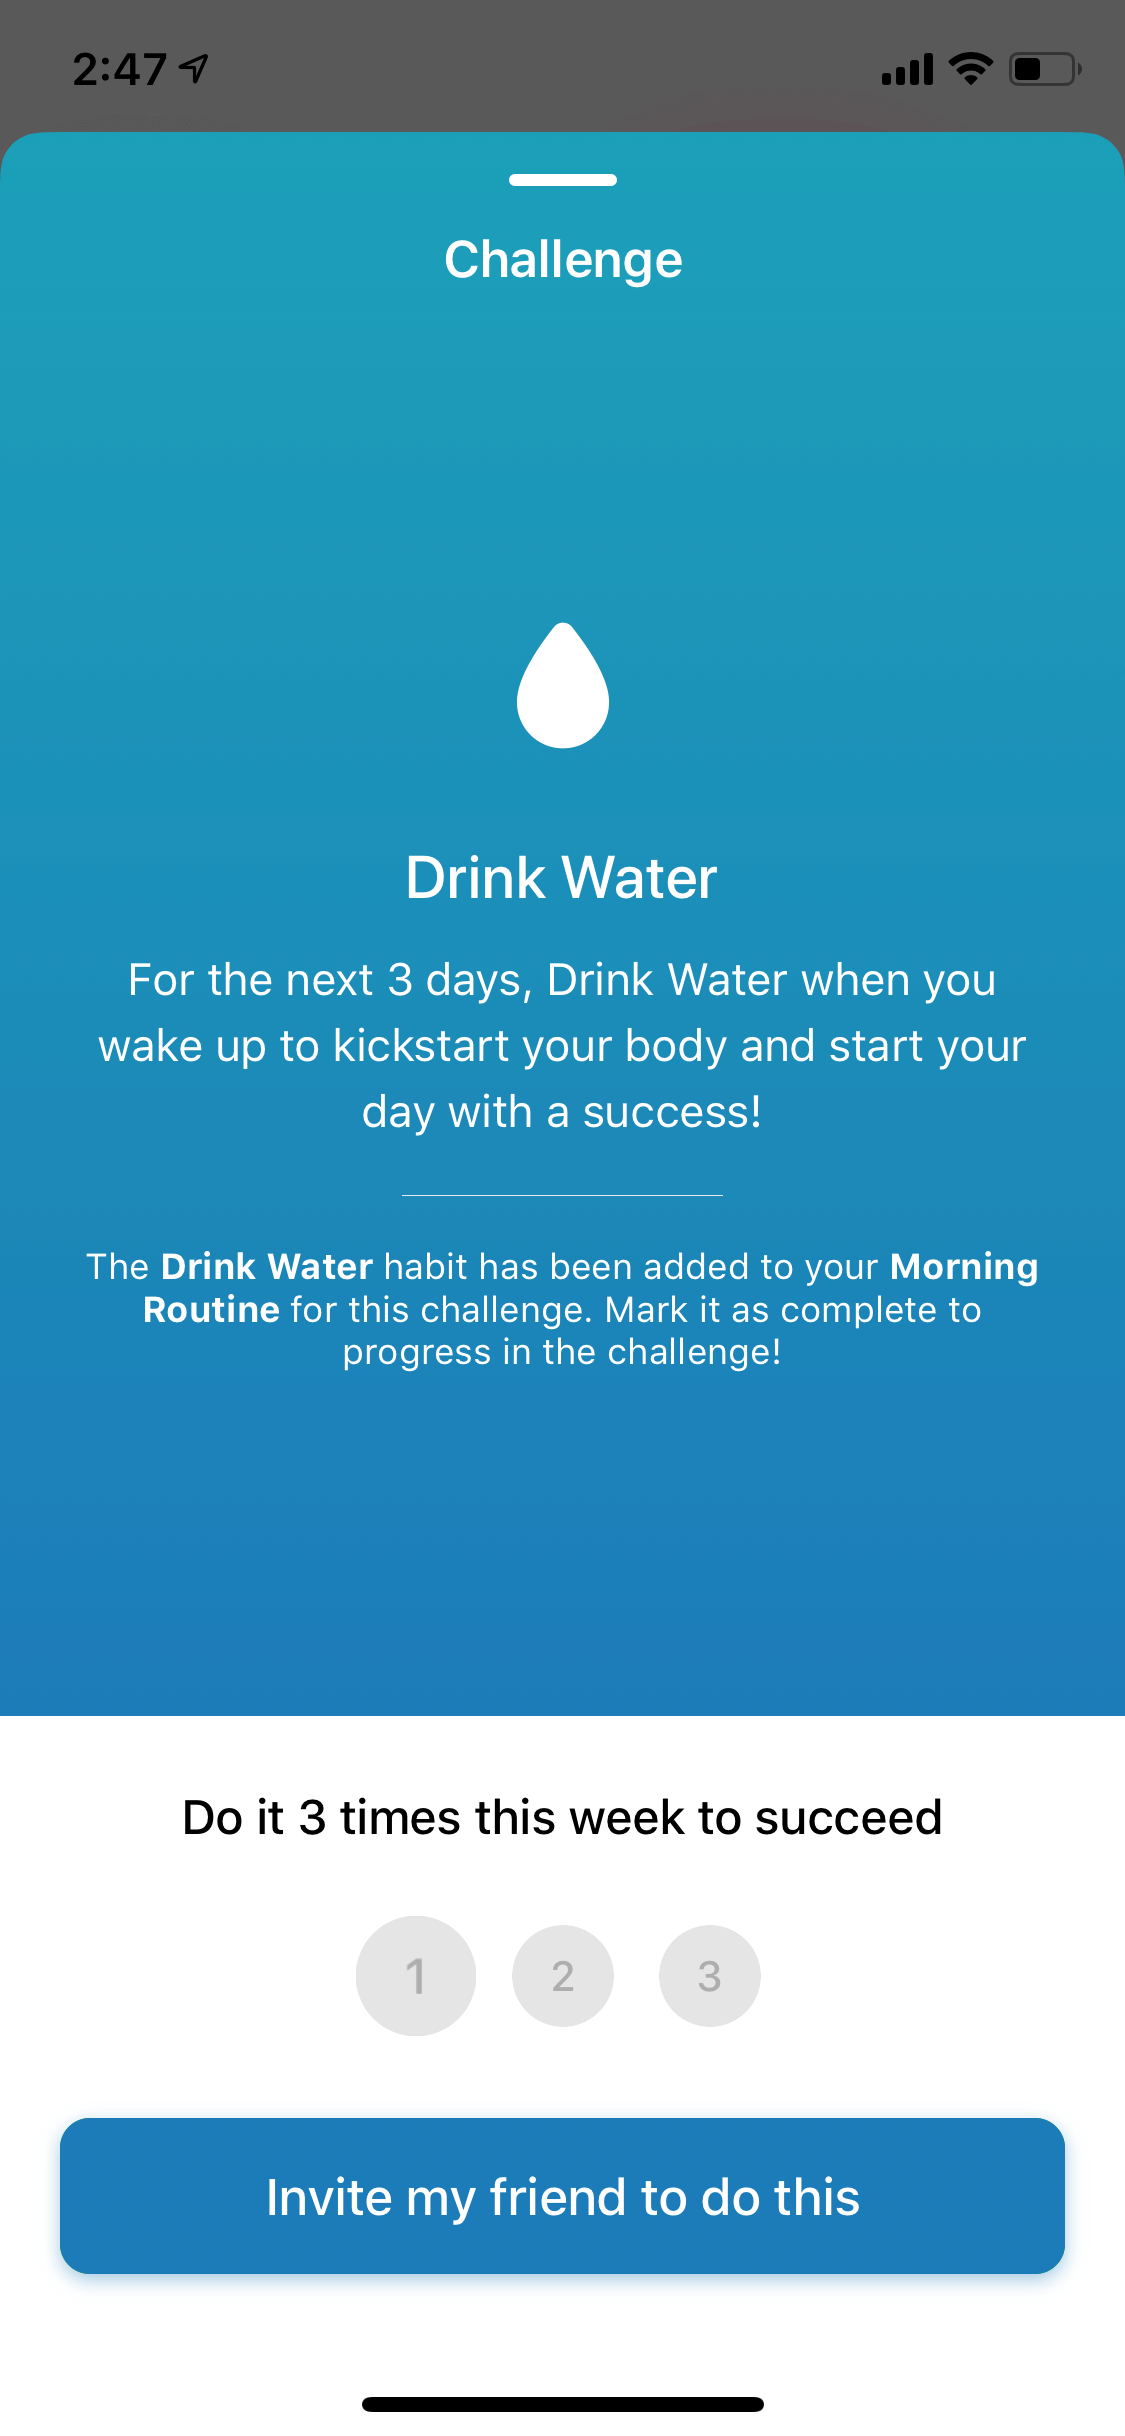 2:47
Challenge
Drink Water
For the next 3 days, Drink Water when you
wake up to kickstart your body and start your
day with a success!
The Drink Water habit has been added to your Morning
Routine for this challenge. Mark it as complete to
progress in the challenge!
Do it 3 times this week to succeed
1 2 3
Invite my friend to do this